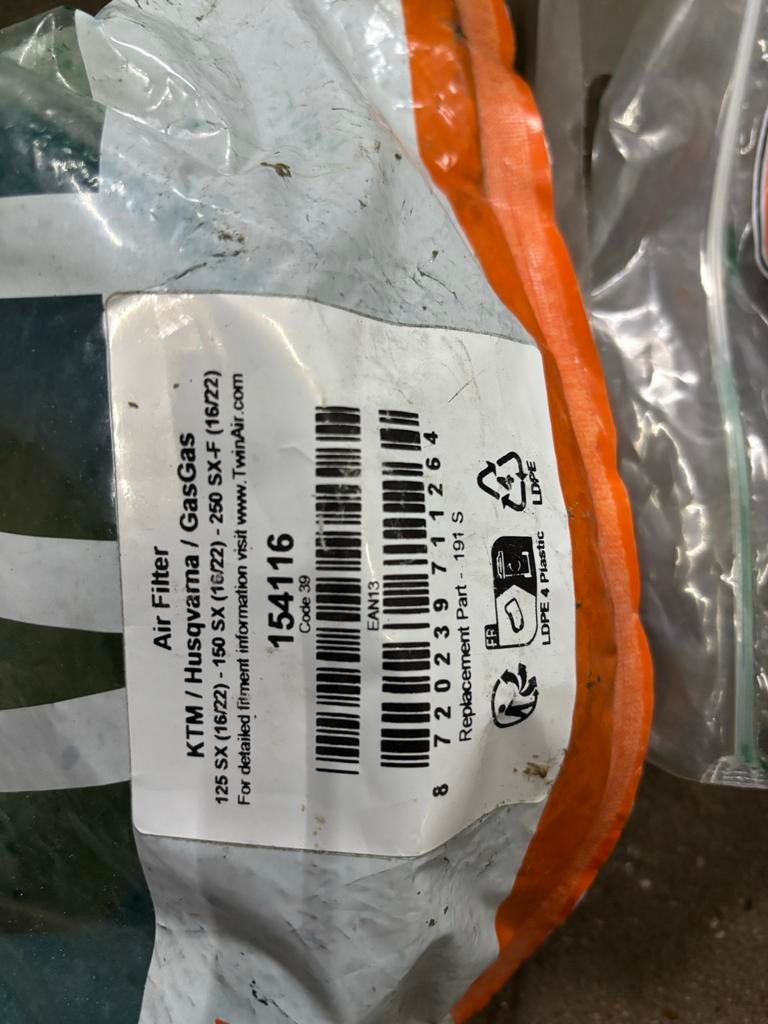 Air Filter
KTM / Husqvarna / GasGas
125 SX (16/22) - 150 SX (16/22) - 250 SX-F (16/22)
For detailed fitment information visit www.TwinAir.com
154116
Code 39
EAN13
8 720239 711264
Replacement Part - 191 S
FR
LDPE 4 Plastic
LDPE